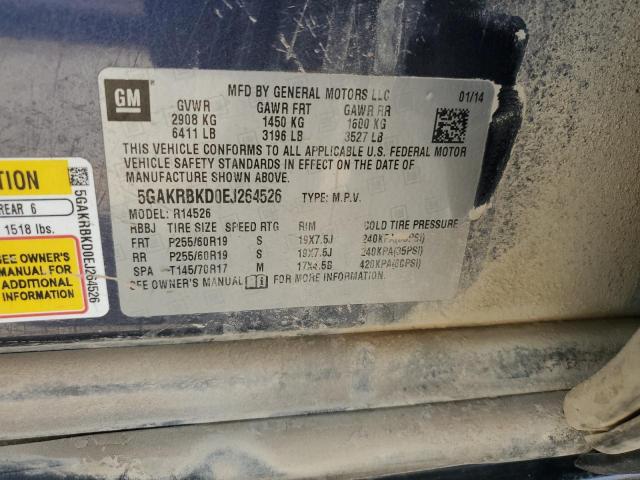 GM
MFD BY GENERAL MOTORS LLC 01/14
GVWR GAWR FRT GAWR RR
2908 KG 1450 KG 1600 KG
6411 LB 3196 LB 3527 LB
THIS VEHICLE CONFORMS TO ALL APPLICABLE U.S. FEDERAL MOTOR
VEHICLE SAFETY STANDARDS IN EFFECT ON THE DATE OF
MANUFACTURE SHOWN ABOVE.
5GAKRBKD0EJ264526 TYPE: M.P.V.
MODEL: R14526
RBBJ TIRE SIZE SPEED RTG RIM COLD TIRE PRESSURE
FRT P255/60R19 S 19X7.5J 240KPA(35PSI)
RR P255/60R19 S 19X7.5J 240KPA(35PSI)
SPA T145/70R17 M 17X4.5B 420KPA(60PSI)
SEE OWNER'S MANUAL FOR MORE INFORMATION.
TION
REAR 6
1518 lbs.
SEE OWNER'S
MANUAL FOR
ADDITIONAL
INFORMATION
5GAKRBKD0EJ264526